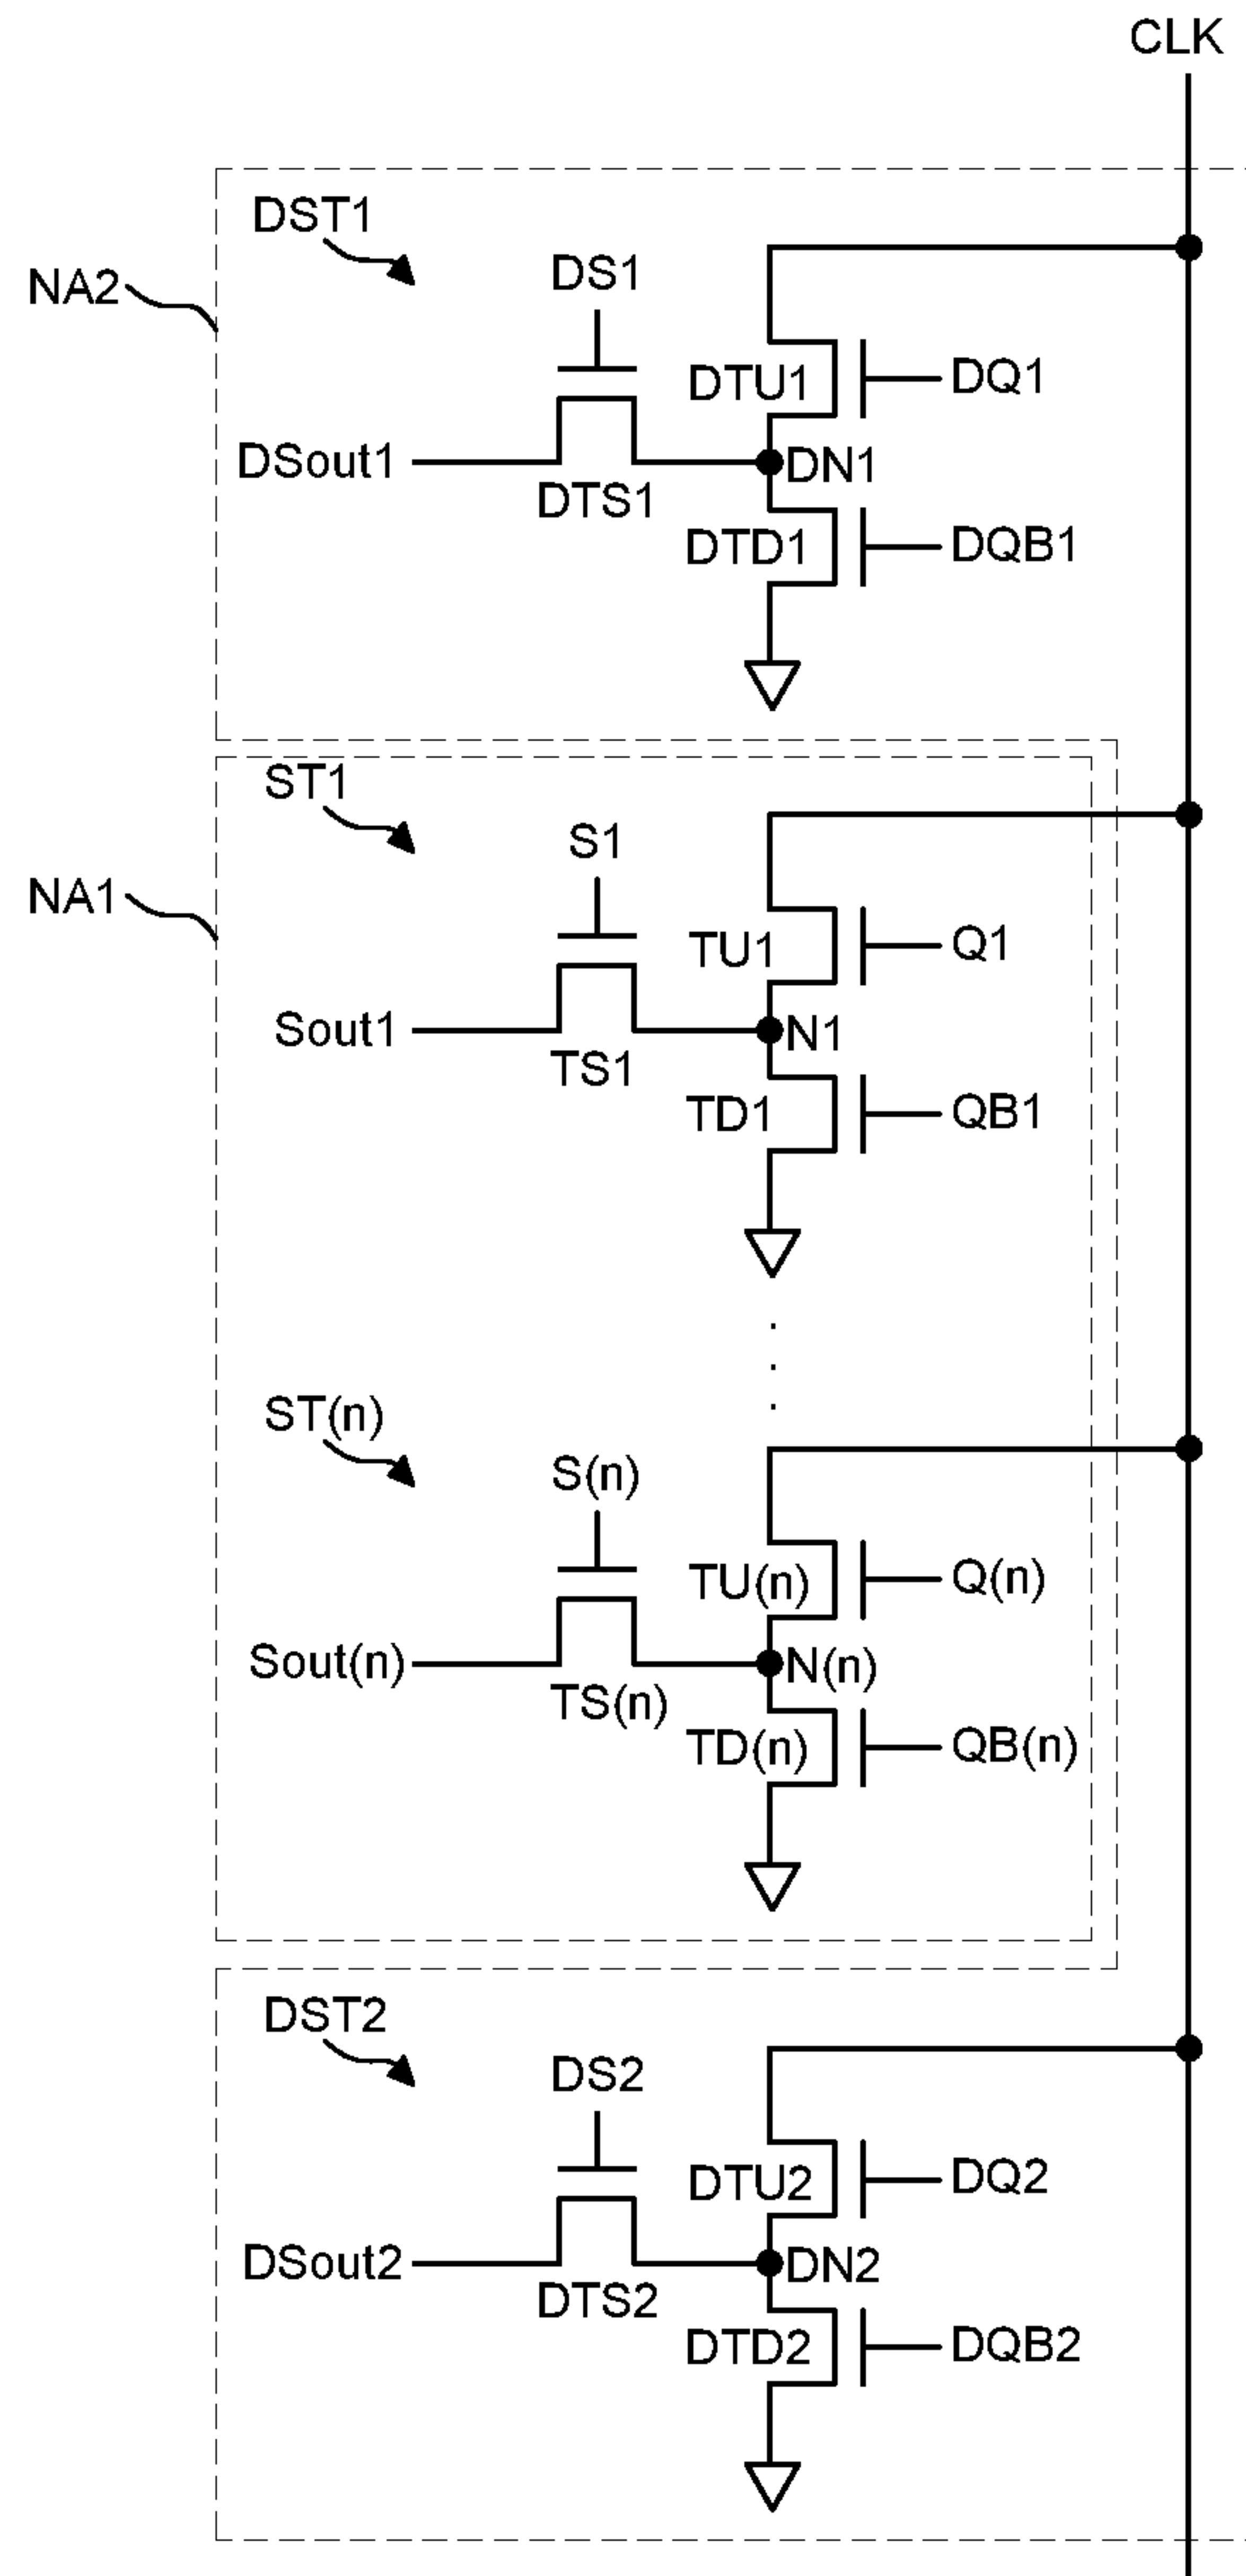 CLK
DST1
NA2
DS1
DTU1
DQ1
DSout1
DN1
DTS1
DTD1
DQB1
ST1
S1
NA1
TU1
Q1
Sout1
N1
TS1
TD1
QB1
ST(n)
S(n)
TU(n)
Q(n)
Sout(n)
N(n)
TS(n)
TD(n)
QB(n)
DST2
DS2
DTU2
DQ2
DSout2
DN2
DTS2
DTD2
DQB2